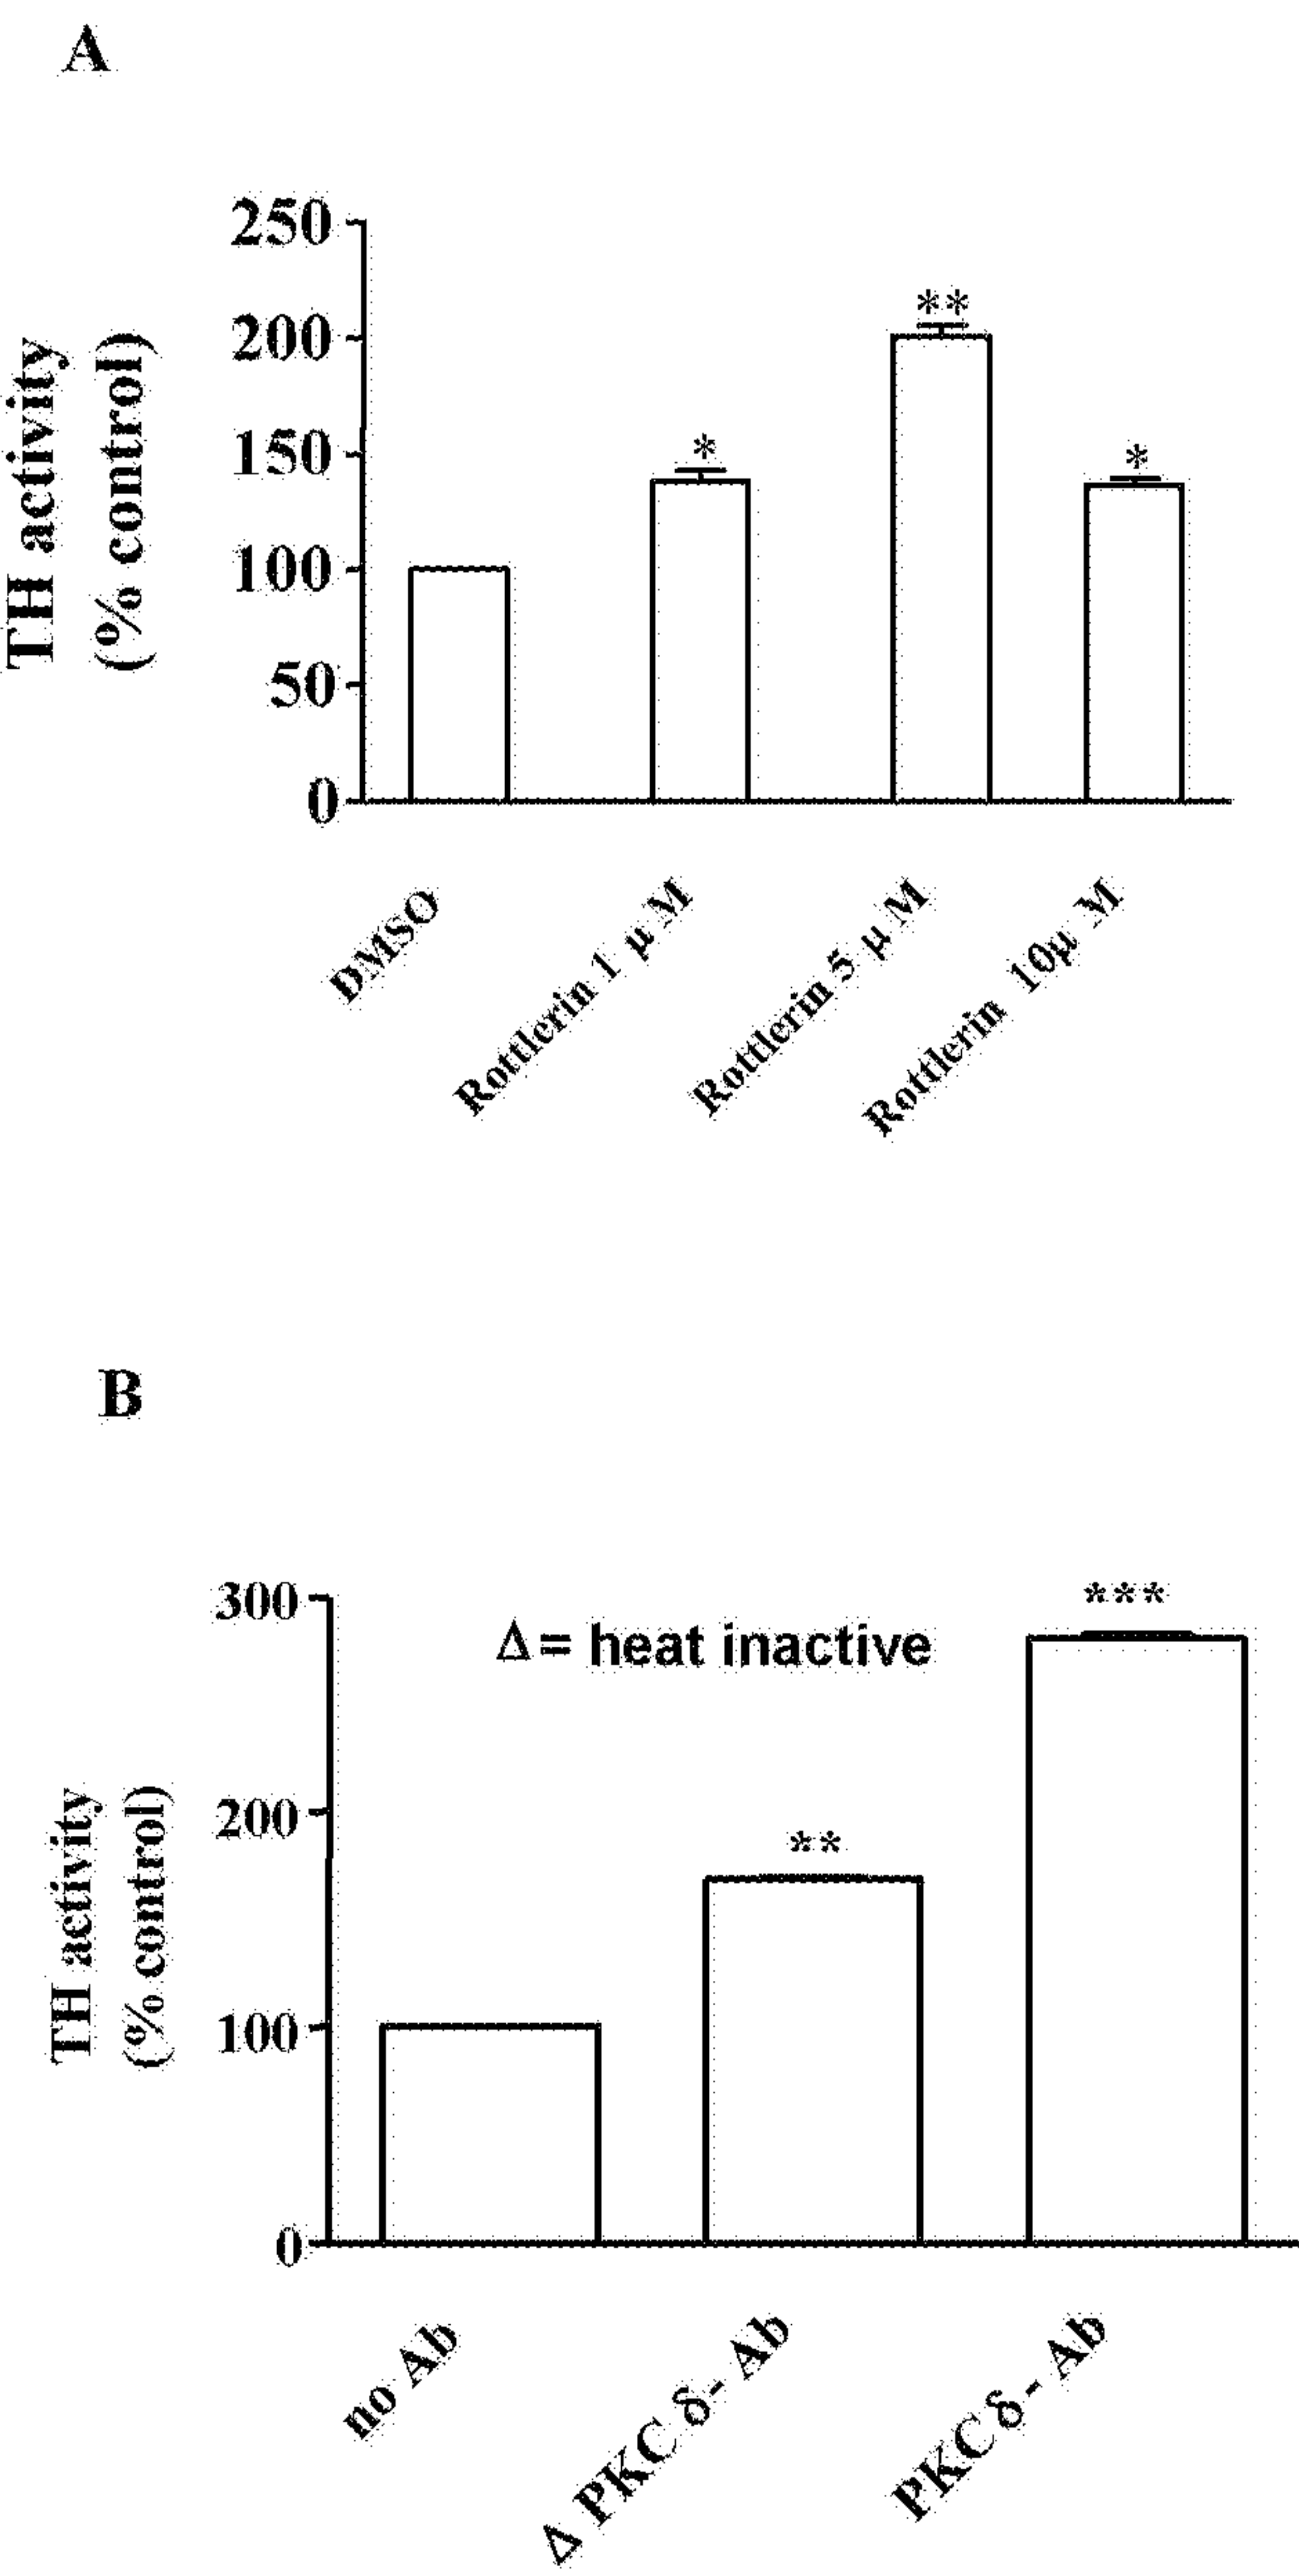 A
250
200
150
100
50
0
TH activity
(% control)
*
**
*
DMSO
Rottlerin 1 μ M
Rottlerin 5 μ M
Rottlerin 10μ M
B
300
200
100
0
TH activity
(% control)
Δ= heat inactive
**
***
no Ab
Δ PKC δ- Ab
PKC δ- Ab